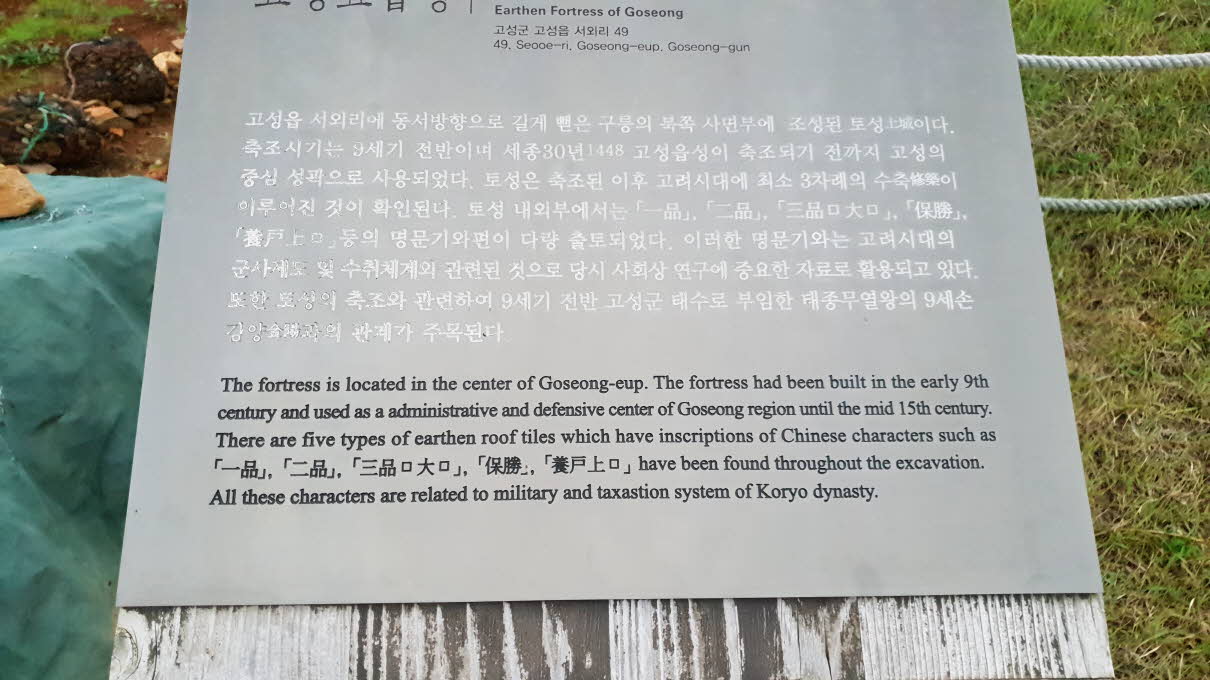 Earthen Fortress of Goseong
고성군 고성읍 서외리 49
49, Seooe-ri, Goseong-eup, Goseong-gun
고성읍 서외리에 동서방향으로 길게 뻗은 구릉의 북쪽 사면부에 조성된 토성土城이다.
축조시기는 9세기 전반이며 세종30년1448 고성읍성이 축조되기 전까지 고성의
중심 성곽으로 사용되었다. 토성은 축조된 이후 고려시대에 최소 3차례의 수축修築이
이루어진 것이 확인된다. 토성 내외부에서는 「一品」, 「二品」, 「三品ㅁ大ㅁ」, 「保勝」,
「養戸上ㅁ」등의 명문기와편이 다량 출토되었다. 이러한 명문기와는 고려시대의
군사제도 및 수취체계와 관련된 것으로 당시 사회상 연구에 중요한 자료로 활용되고 있다.
또한 토성의 축조와 관련하여 9세기 전반 고성군 태수로 부임한 태종무열왕의 9세손
김양金陽과의 관계가 주목된다
The fortress is located in the center of Goseong-eup. The fortress had been built in the early 9th
century and used as a administrative and defensive center of Goseong region until the mid 15th century.
There are five types of earthen roof tiles which have inscriptions of Chinese characters such as
「一品」, 「二品」, 「三品ㅁ大ㅁ」, 「保勝」, 「養戸上ㅁ」 have been found throughout the excavation.
All these characters are related to military and taxastion system of Koryo dynasty.